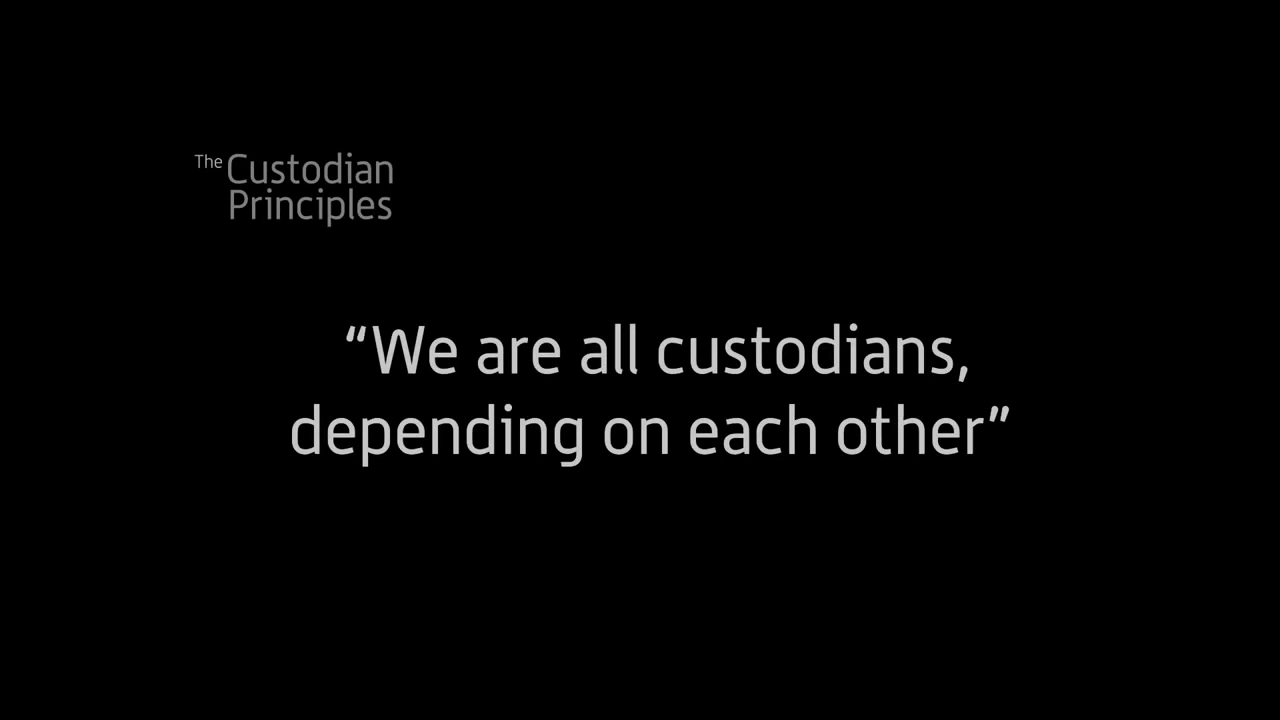 The Custodian
Principles
“We are all custodians,
depending on each other”